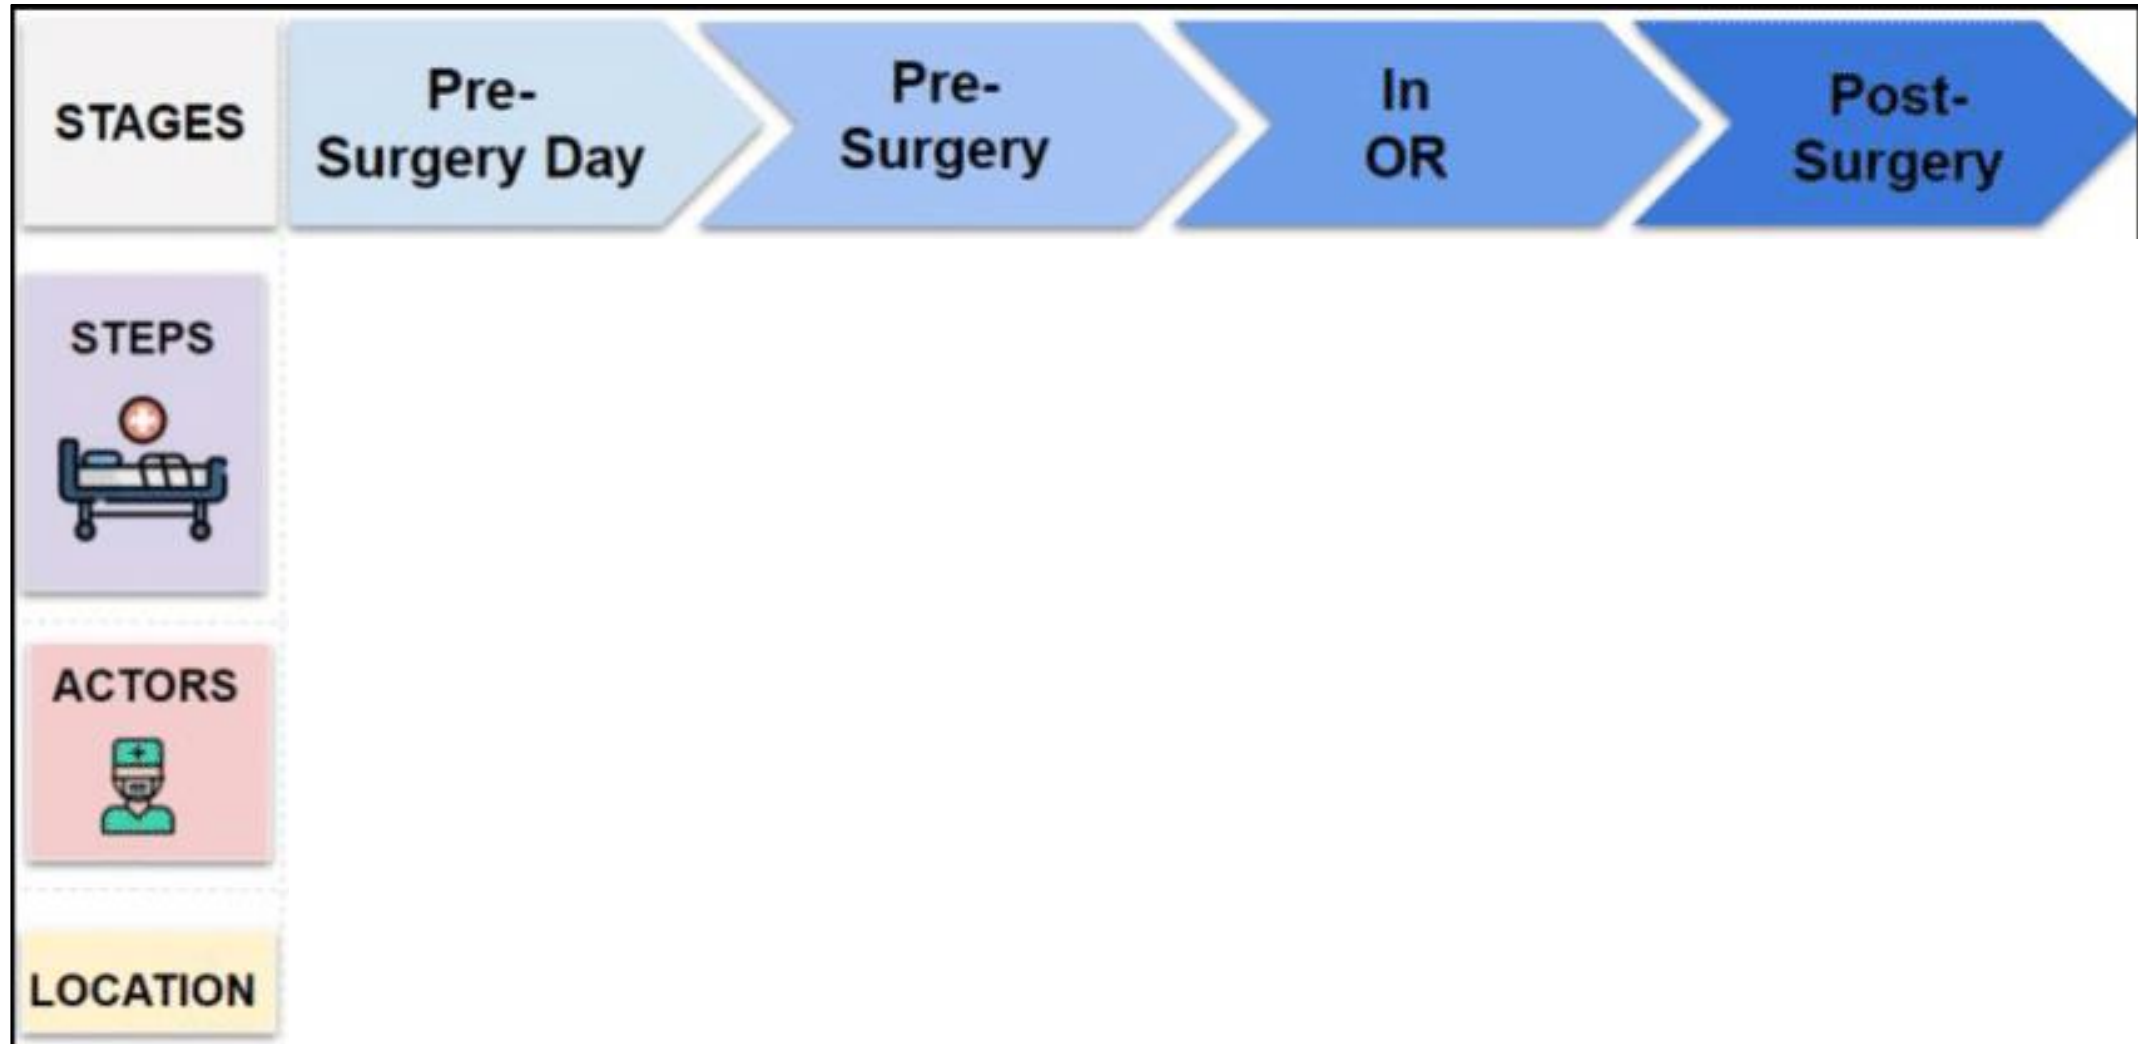 STAGES
Pre-
Surgery Day
Pre-
Surgery
In
OR
Post-
Surgery
STEPS
ACTORS
LOCATION